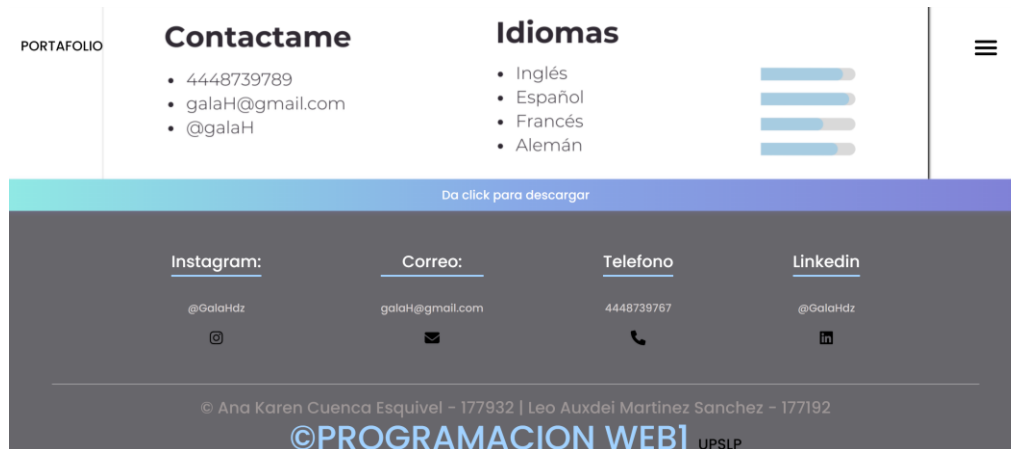 PORTAFOLIO
Contactame
4448739789
galaH@gmail.com
@galaH
Idiomas
Inglés
Español
Francés
Alemán
Da click para descargar
Instagram:
@GalaHdz
Correo:
galaH@gmail.com
Telefono
4448739767
Linkedin
@GalaHdz
© Ana Karen Cuenca Esquivel - 177932 | Leo Auxdei Martinez Sanchez - 177192
©PROGRAMACION WEB1 UPSLP